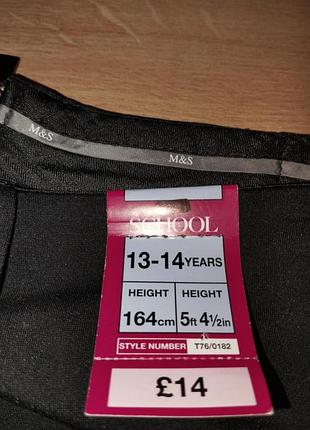 M&S
M&S
SCHOOL
13-14 YEARS
HEIGHT HEIGHT
164cm 5ft 4½in
STYLE NUMBER T76/0182
£14